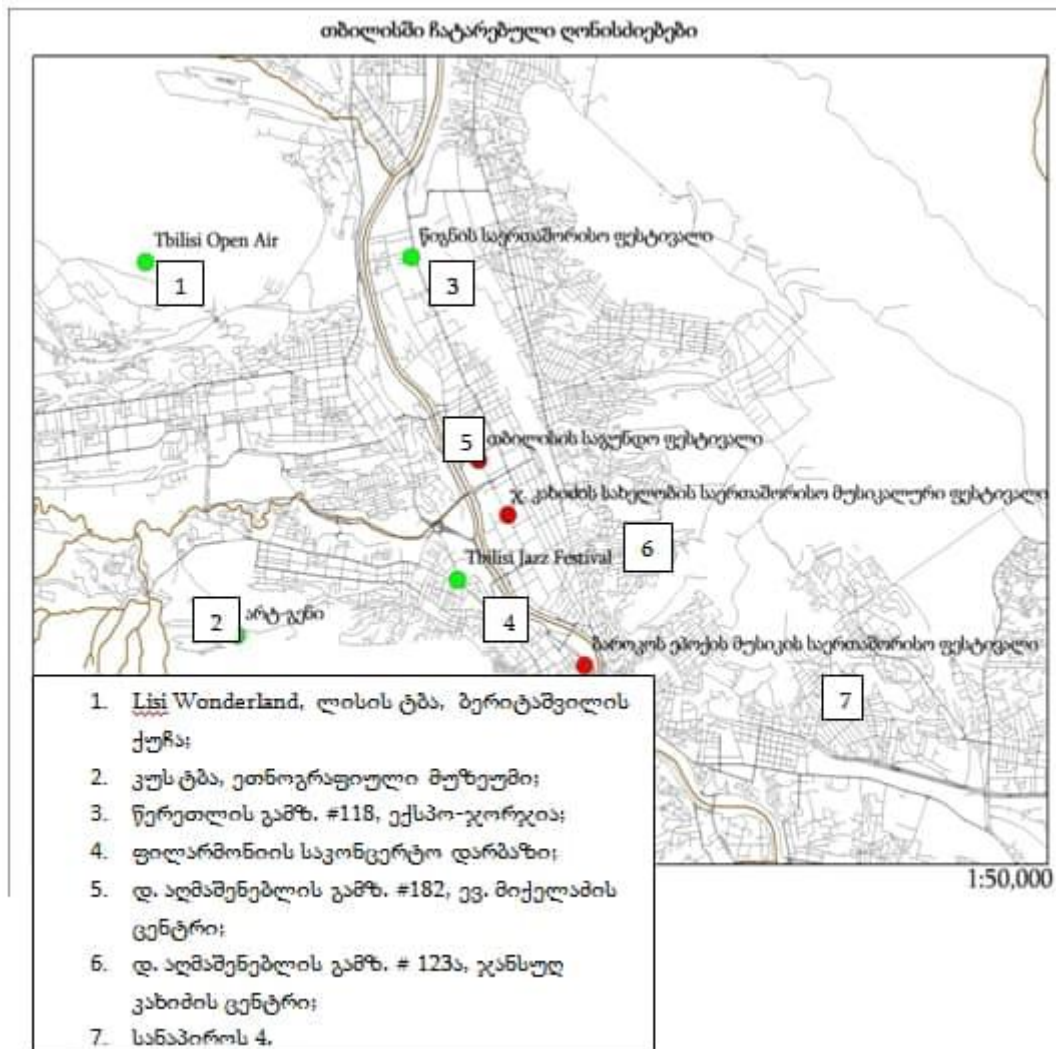 თბილისში ჩატარებული ღონისძიებები
Tbilisi Open Air
1
წიგნის საერთაშორისო ფესტივალი
3
5
თბილისის საგუნდო ფესტივალი
ჯ. კახიძის სახელობის საერთაშორისო მუსიკალური ფესტივალი
6
Tbilisi Jazz Festival
4
2
არტ-გენი
ბაროკოს ეპოქის მუსიკის საერთაშორისო ფესტივალი
7
1. Lisi Wonderland, ლისის ტბა, ბერიტაშვილის
ქუჩა;
2. კუს ტბა, ეთნოგრაფიული მუზეუმი;
3. წერეთლის გამზ. #118, ექსპო-ჯორჯია;
4. ფილარმონიის საკონცერტო დარბაზი;
5. დ. აღმაშენებლის გამზ. #182, ევ. მიქელაძის
ცენტრი;
6. დ. აღმაშენებლის გამზ. # 123ა, ჯანსუღ
კახიძის ცენტრი;
7. სანაპიროს 4.
1:50,000